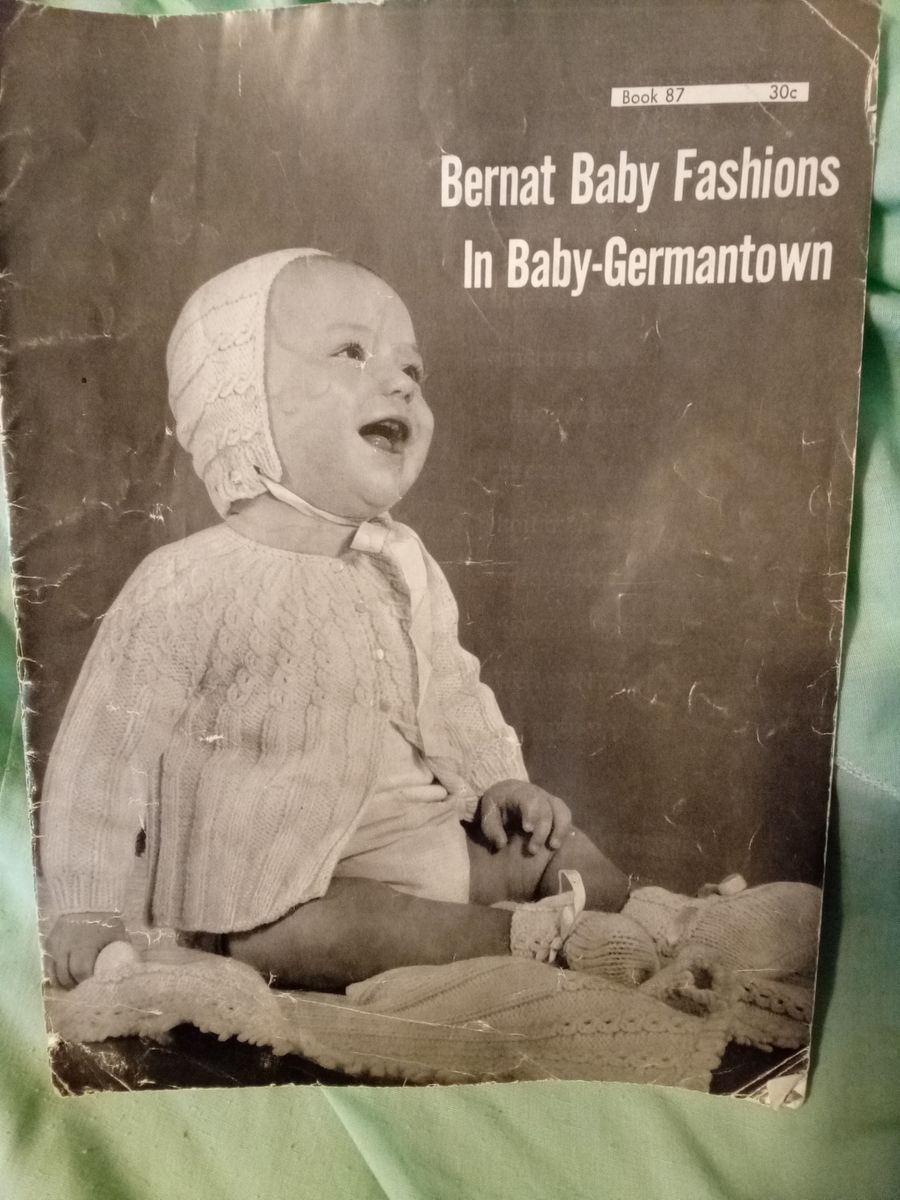 Book 87 30c
Bernat Baby Fashions
In Baby-Germantown